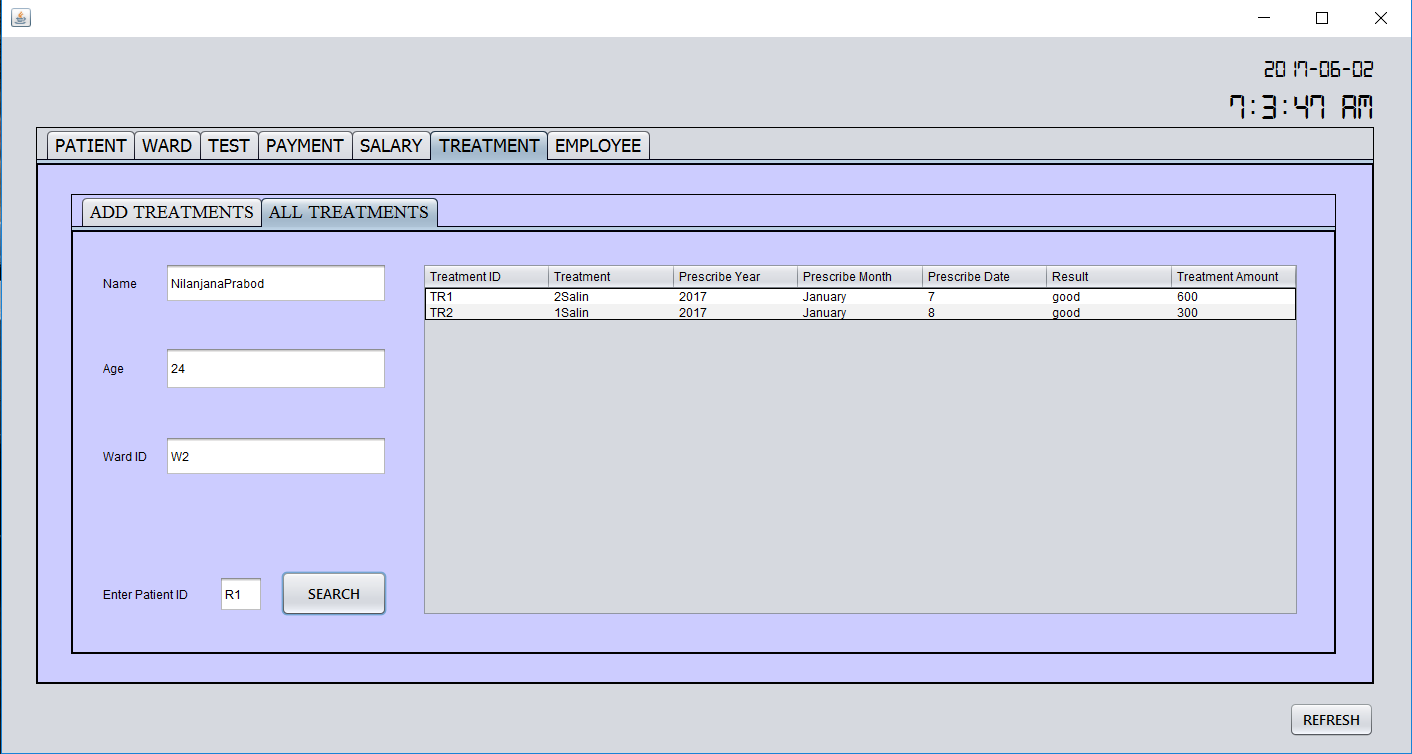 2017-06-02
7:3:47 AM
PATIENT WARD TEST PAYMENT SALARY TREATMENT EMPLOYEE
ADD TREATMENTS ALL TREATMENTS
Name NilanjanaPrabod
Age 24
Ward ID W2
Enter Patient ID R1 SEARCH
Treatment ID Treatment Prescribe Year Prescribe Month Prescribe Date Result Treatment Amount
TR1 2Salin 2017 January 7 good 600
TR2 1Salin 2017 January 8 good 300
REFRESH